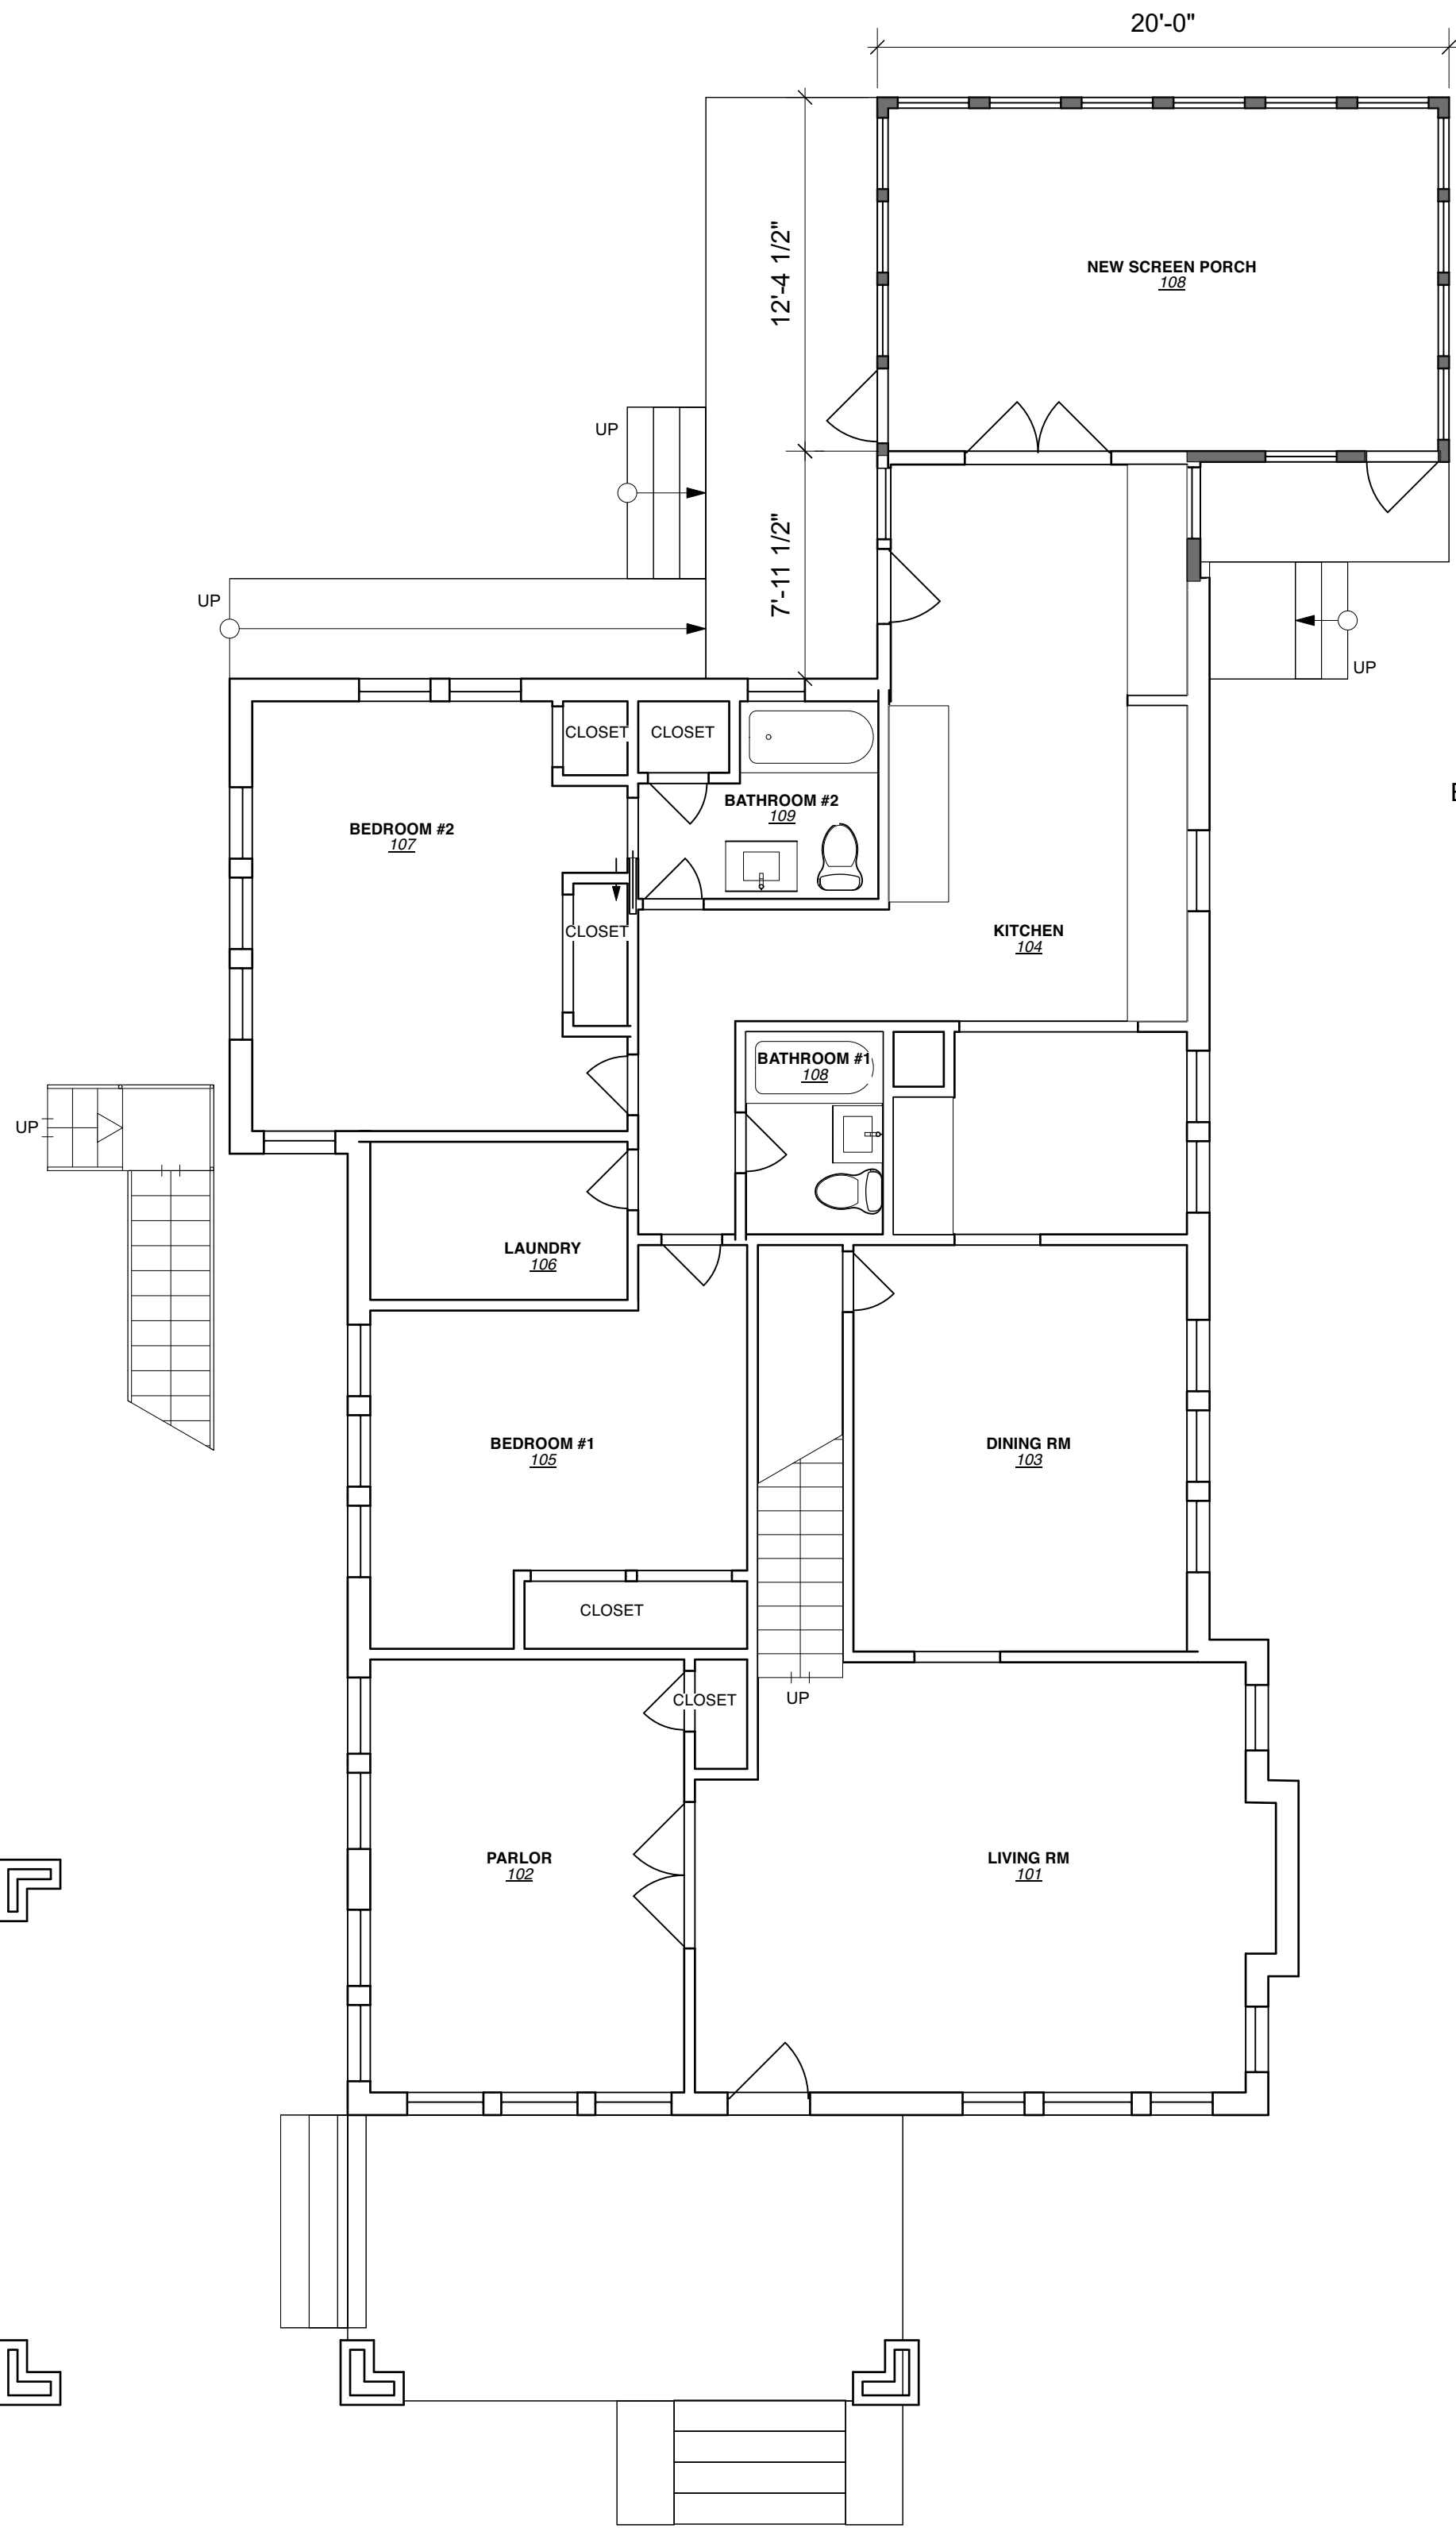 20'-0"
12'-4 1/2"
NEW SCREEN PORCH
108
UP
7'-11 1/2"
UP
UP
CLOSET
CLOSET
BATHROOM #2
109
BEDROOM #2
107
CLOSET
KITCHEN
104
BATHROOM #1
108
UP
LAUNDRY
106
BEDROOM #1
105
DINING RM
103
CLOSET
CLOSET
UP
PARLOR
102
LIVING RM
101